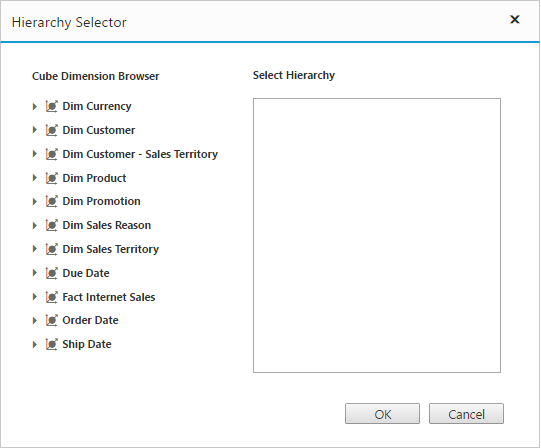 Hierarchy Selector
Cube Dimension Browser
Select Hierarchy
Dim Currency
Dim Customer
Dim Customer - Sales Territory
Dim Product
Dim Promotion
Dim Sales Reason
Dim Sales Territory
Due Date
Fact Internet Sales
Order Date
Ship Date
OK
Cancel